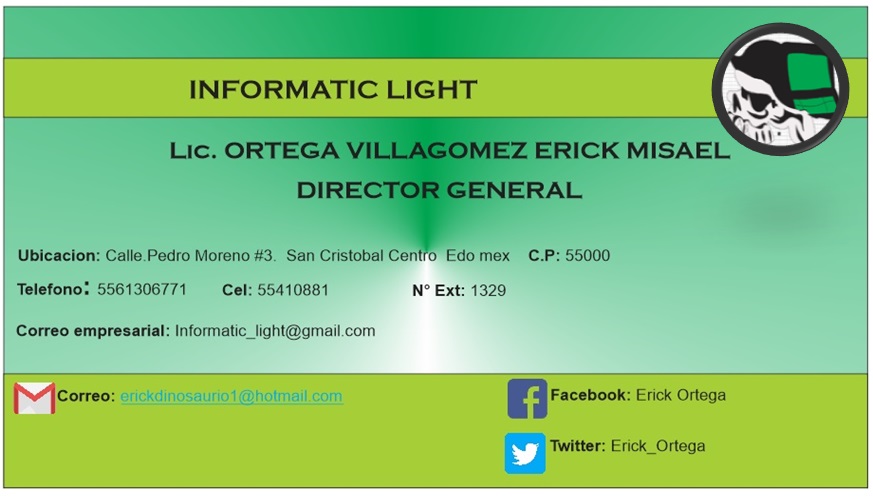 INFORMATIC LIGHT
Lic. ORTEGA VILLAGOMEZ ERICK MISAEL
DIRECTOR GENERAL
Ubicacion: Calle.Pedro Moreno #3. San Cristobal Centro Edo mex C.P: 55000
Telefono: 5561306771 Cel: 55410881 N° Ext: 1329
Correo empresarial: Informatic_light@gmail.com
Correo: erickdinosaurio1@hotmail.com
Facebook: Erick Ortega
Twitter: Erick_Ortega